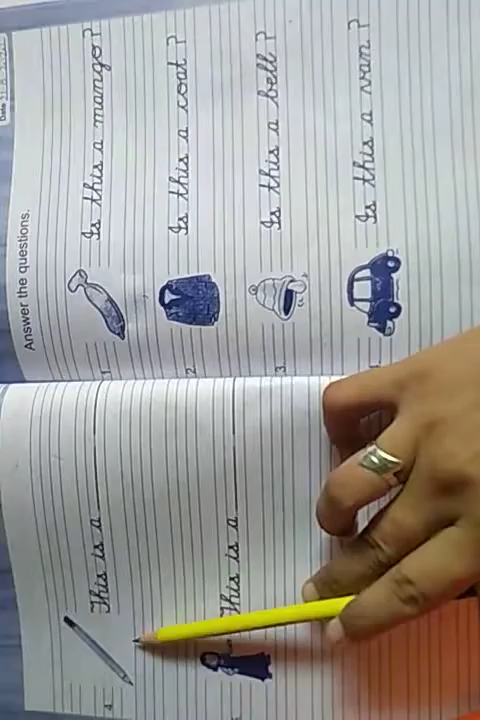 4.
This is a
This is a
Answer the questions.
1.
Is this a mango?
2.
Is this a coat?
3.
Is this a bell?
Is this a van?